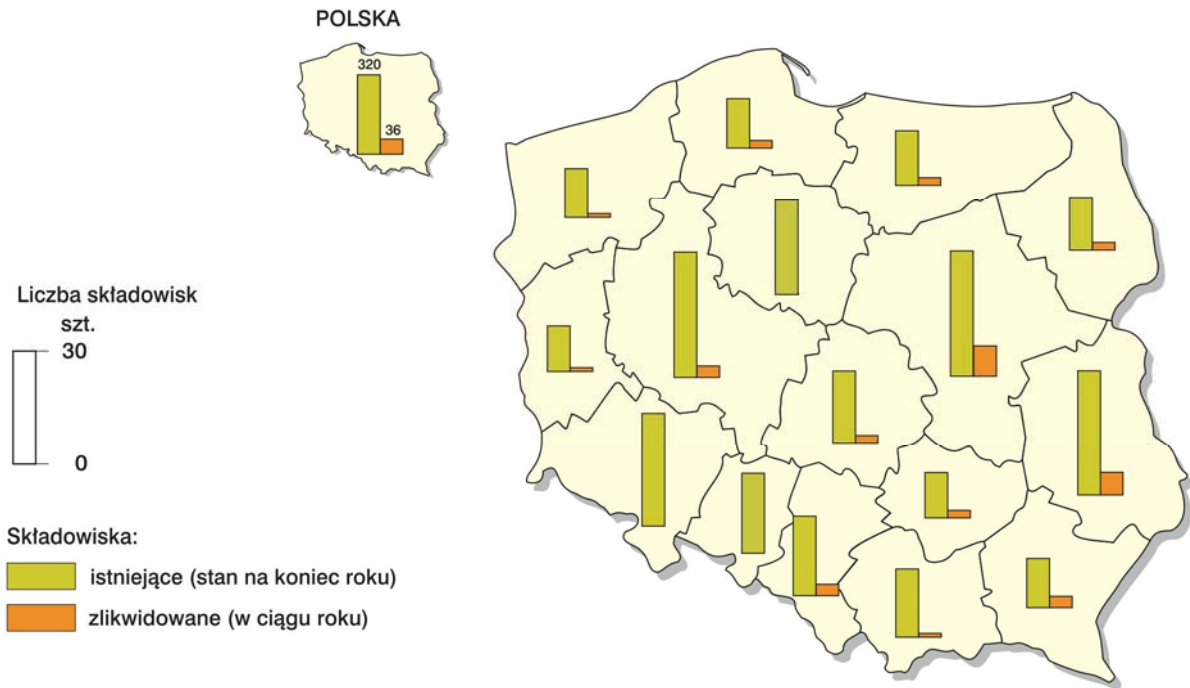 POLSKA
320
36
Liczba składowisk
szt.
30
0
Składowiska:
istniejące (stan na koniec roku)
zlikwidowane (w ciągu roku)